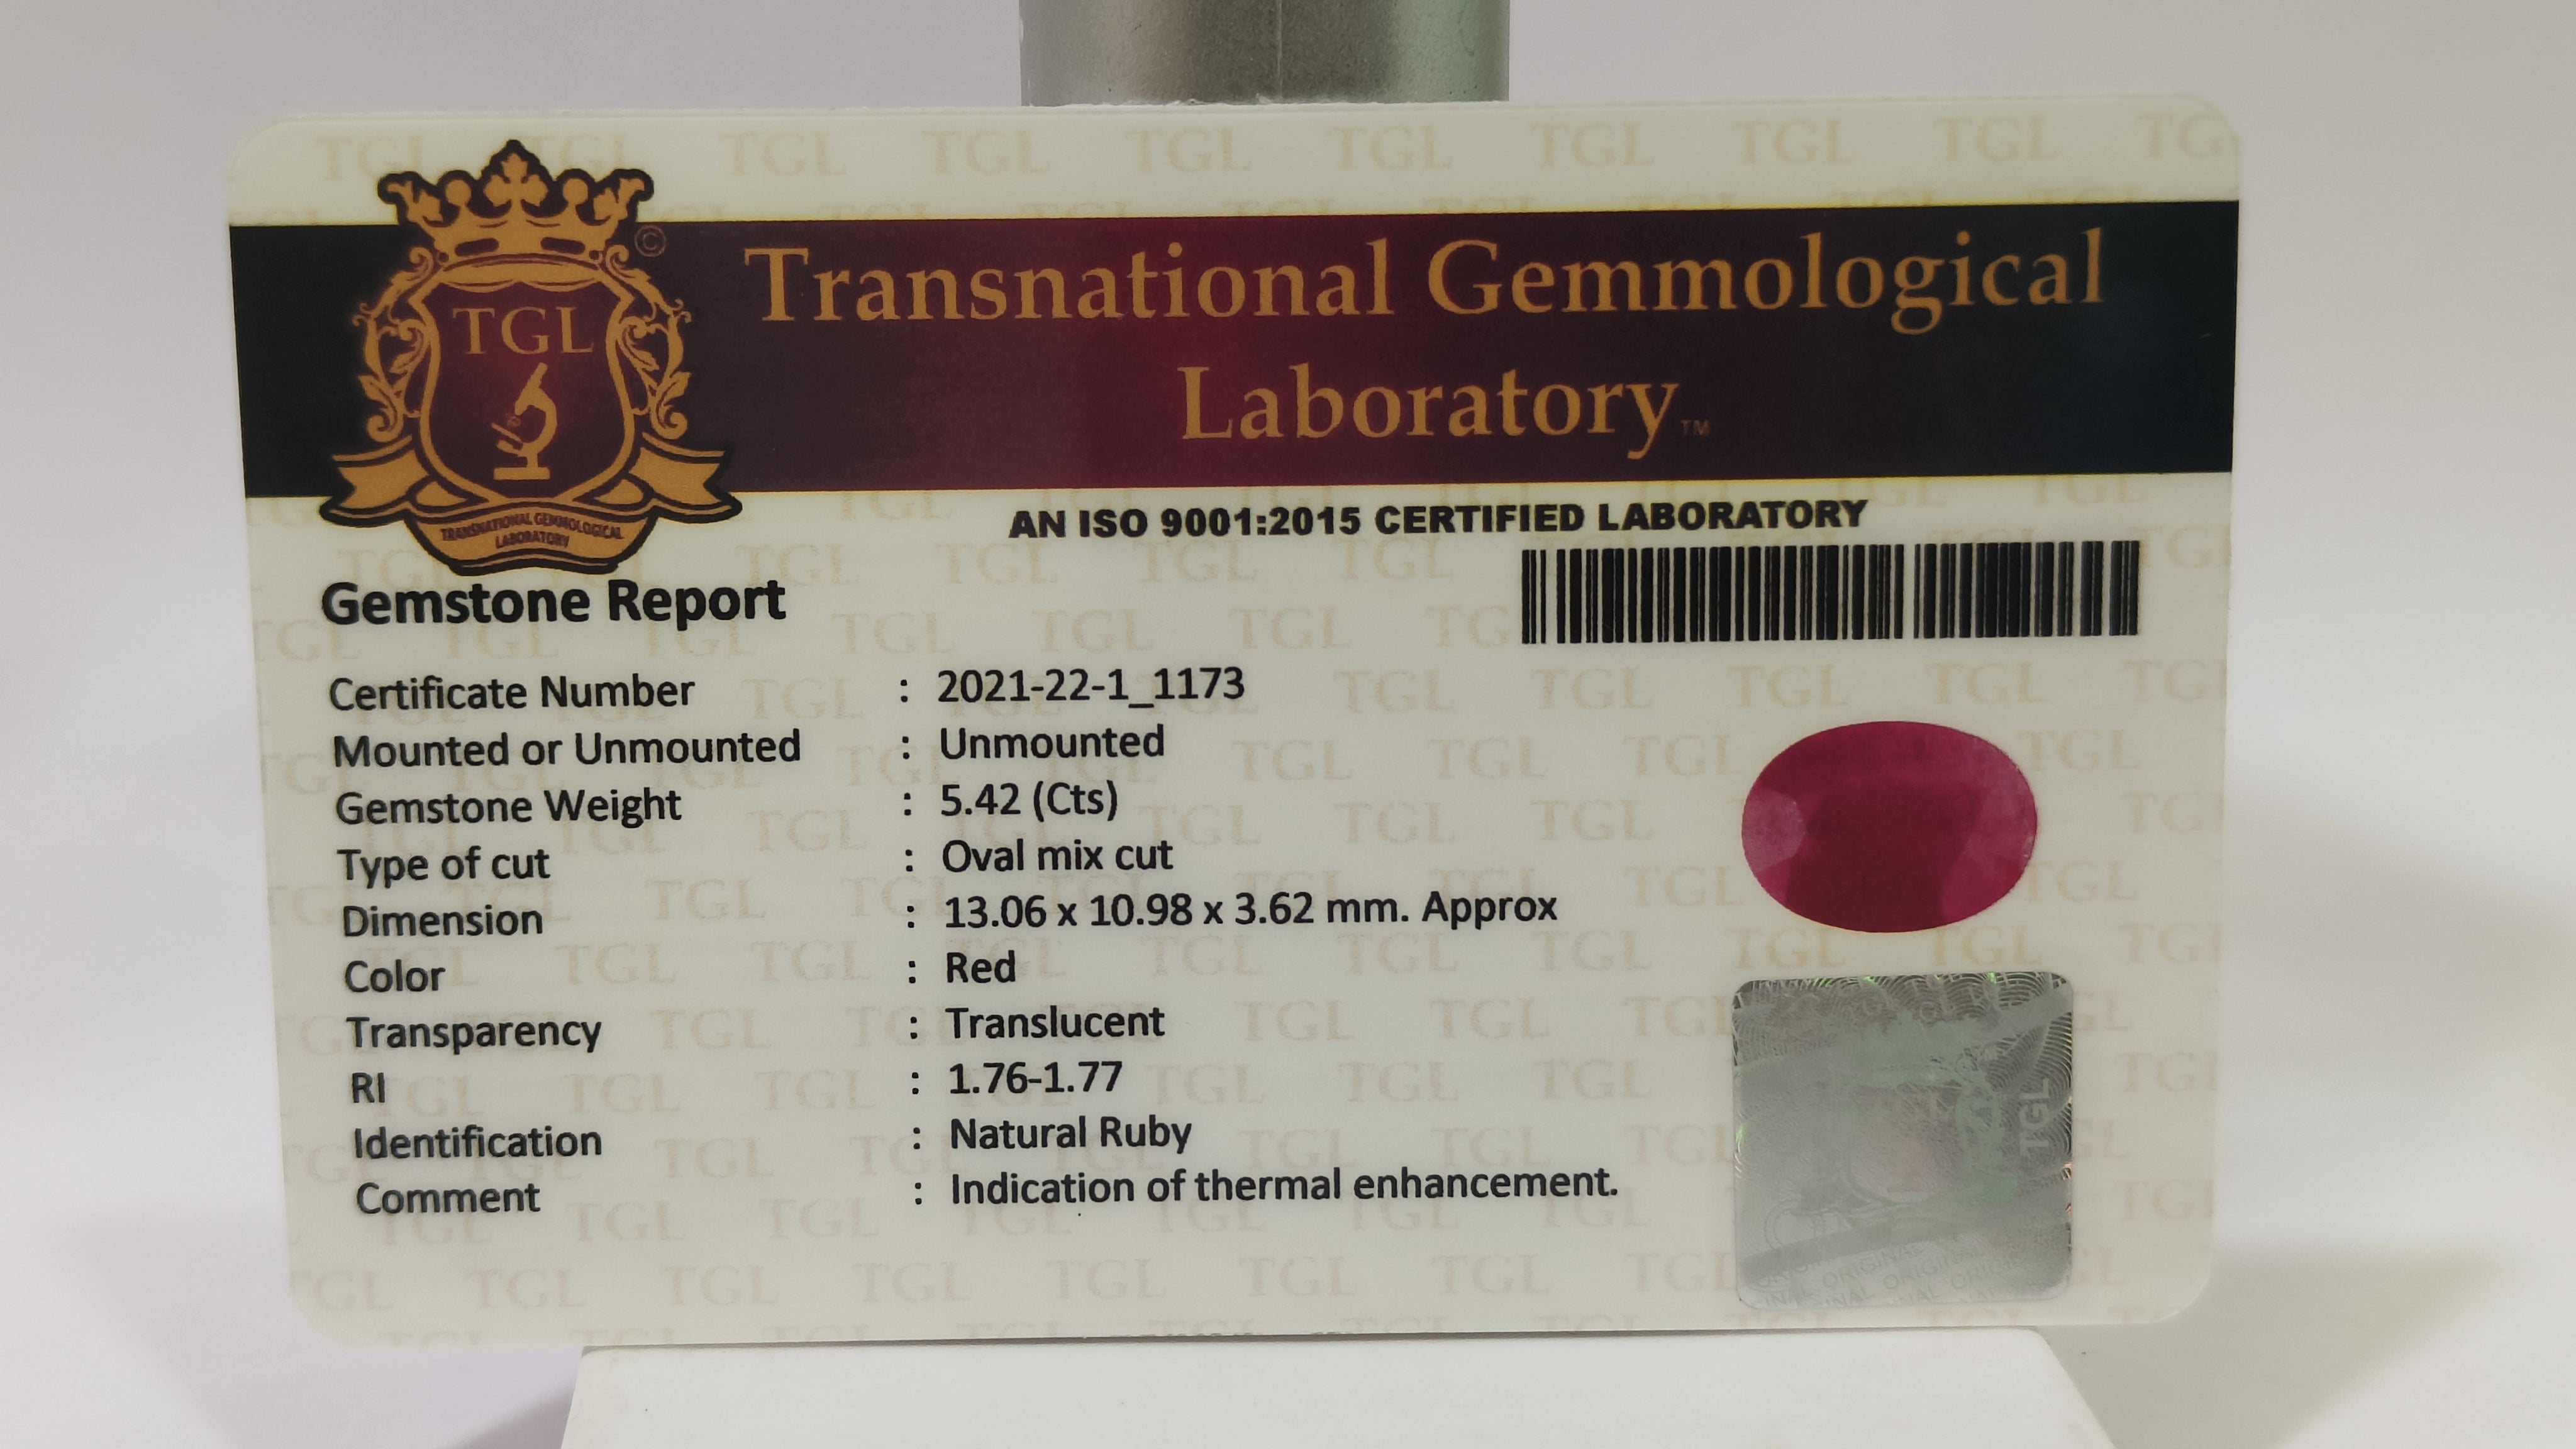 TGL
©
TRANSNATIONAL GEMMOLOGICAL
LABORATORY
Transnational Gemmological
Laboratory™
AN ISO 9001:2015 CERTIFIED LABORATORY
Gemstone Report
Certificate Number : 2021-22-1_1173
Mounted or Unmounted : Unmounted
Gemstone Weight : 5.42 (Cts)
Type of cut : Oval mix cut
Dimension : 13.06 x 10.98 x 3.62 mm. Approx
Color : Red
Transparency : Translucent
RI : 1.76-1.77
Identification : Natural Ruby
Comment : Indication of thermal enhancement.
TGL
ORIGINAL